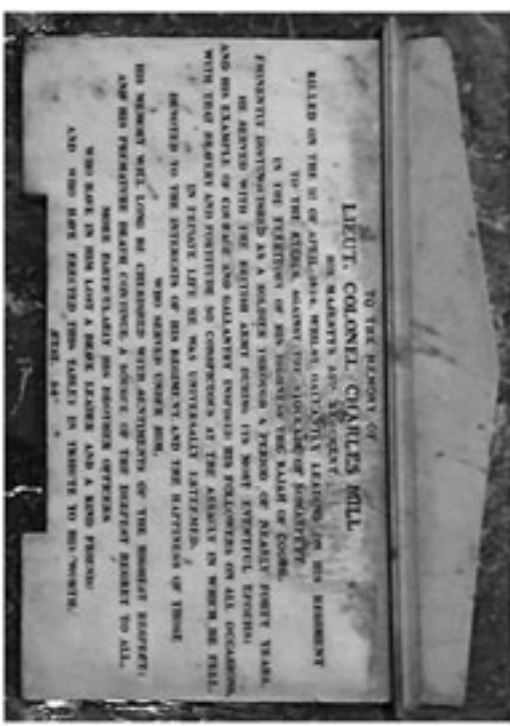 TO THE MEMORY OF
LIEUT. COLONEL CHARLES MILL
HIS MAJESTY'S 55TH REGIMENT
KILLED ON THE 3D OF APRIL 1834, WHILST GALLANTLY LEADING ON HIS REGIMENT
TO THE ATTACK AGAINST THE STOCKADE OF SOMARPETT
IN THE TERRITORY OF HIS HIGHNESS THE RAJAH OF COORG.
EMINENTLY DISTINGUISHED AS A SOLDIER THROUGH A PERIOD OF NEARLY FORTY YEARS,
HE SERVED WITH THE BRITISH ARMY DURING ITS MOST EVENTFUL EPOCHS;
AND HIS EXAMPLE OF COURAGE AND GALLANTRY INSPIRED HIS FOLLOWERS ON ALL OCCASIONS,
WITH THAT BRAVERY AND FORTITUDE SO CONSPICUOUS AT THE ASSAULT IN WHICH HE FELL.
IN PRIVATE LIFE HE WAS UNIVERSALLY ESTEEMED,
DEVOTED TO THE INTERESTS OF HIS REGIMENT AND THE HAPPINESS OF THOSE
WHO SERVED UNDER HIM.
HIS MEMORY WILL LONG BE CHERISHED WITH SENTIMENTS OF THE HIGHEST RESPECT;
AND HIS PREMATURE DEATH CONTINUE A SOURCE OF THE DEEPEST REGRET TO ALL,
MORE PARTICULARLY HIS BROTHER OFFICERS
WHO HAVE IN HIM LOST A BRAVE LEADER AND A KIND FRIEND;
AND WHO HAVE ERECTED THIS TABLET IN TRIBUTE TO HIS WORTH.